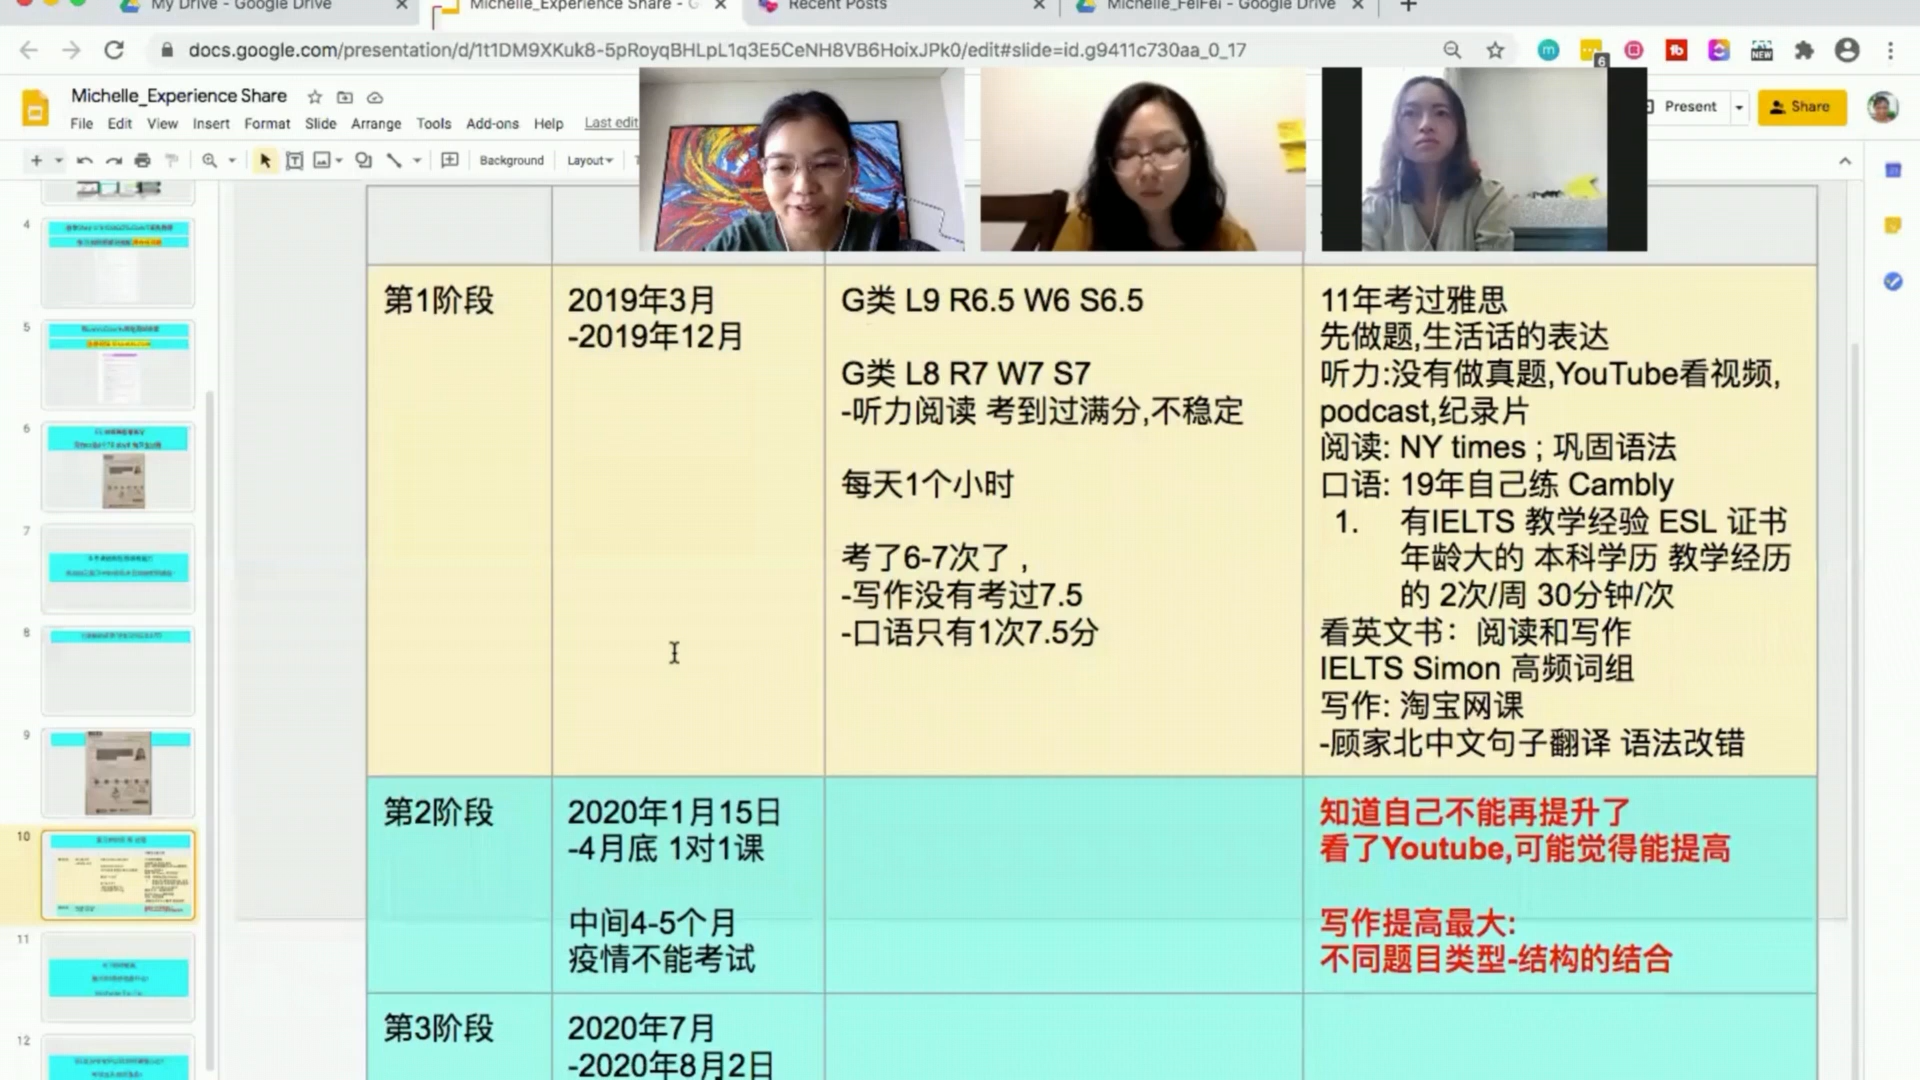 My Drive - Google Drive
Michelle_Experience Share - G
Recent Posts
Michelle_FeiFei - Google Drive
docs.google.com/presentation/d/1t1DM9XKuk8-5pRoyqBHLpL1q3E5CeNH8VB6HoixJPk0/edit#slide=id.g9411c730aa_0_17
6
NEW
Michelle_Experience Share
File Edit View Insert Format Slide Arrange Tools Add-ons Help Last edit
Present
Share
Background
Layout
4
5
6
7
8
9
10
11
12
第1阶段
2019年3月
-2019年12月
G类 L9 R6.5 W6 S6.5
G类 L8 R7 W7 S7
-听力阅读 考到过满分,不稳定
每天1个小时
考了6-7次了，
-写作没有考过7.5
-口语只有1次7.5分
11年考过雅思
先做题,生活话的表达
听力:没有做真题,YouTube看视频,
podcast,纪录片
阅读: NY times ; 巩固语法
口语: 19年自己练 Cambly
1. 有IELTS 教学经验 ESL 证书
年龄大的 本科学历 教学经历
的 2次/周 30分钟/次
看英文书：阅读和写作
IELTS Simon 高频词组
写作: 淘宝网课
-顾家北中文句子翻译 语法改错
第2阶段
2020年1月15日
-4月底 1对1课
中间4-5个月
疫情不能考试
知道自己不能再提升了
看了Youtube,可能觉得能提高
写作提高最大:
不同题目类型-结构的结合
第3阶段
2020年7月
-2020年8月2日